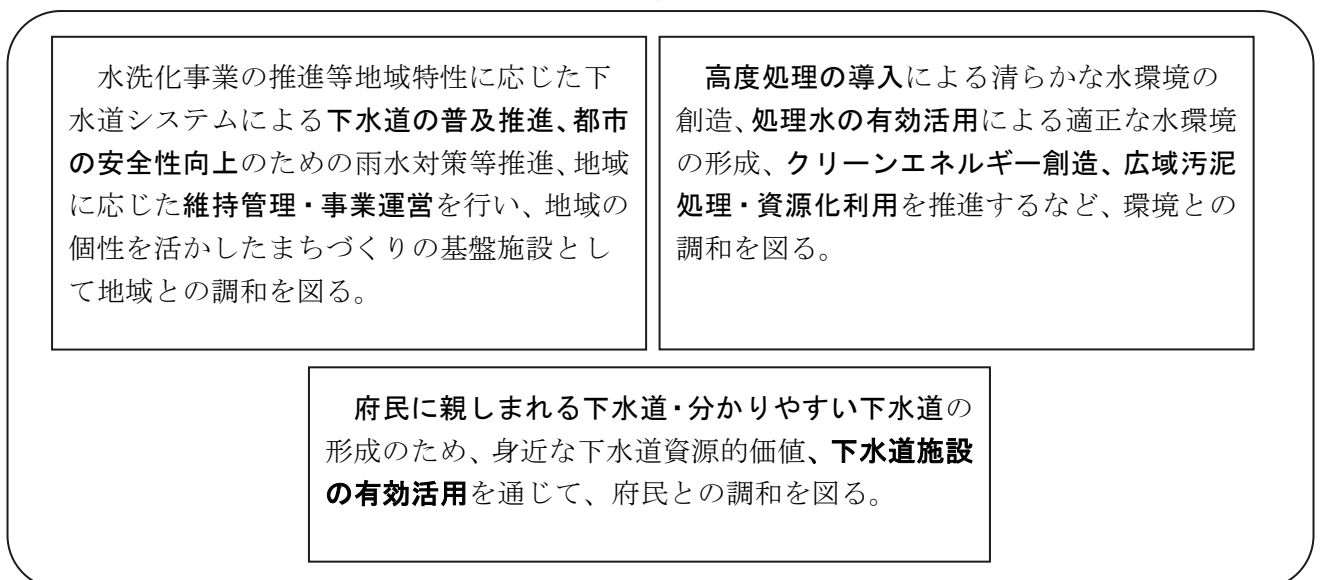 水洗化事業の推進等地域特性に応じた下
水道システムによる下水道の普及推進、都市
の安全性向上のための雨水対策等推進、地域
に応じた維持管理・事業運営を行い、地域の
個性を活かしたまちづくりの基盤施設とし
て地域との調和を図る。
高度処理の導入による清らかな水環境の
創造、処理水の有効活用による適正な水環境
の形成、クリーンエネルギー創造、広域汚泥
処理・資源化利用を推進するなど、環境との
調和を図る。
府民に親しまれる下水道・分かりやすい下水道の
形成のため、身近な下水道資源的価値、下水道施設
の有効活用を通じて、府民との調和を図る。